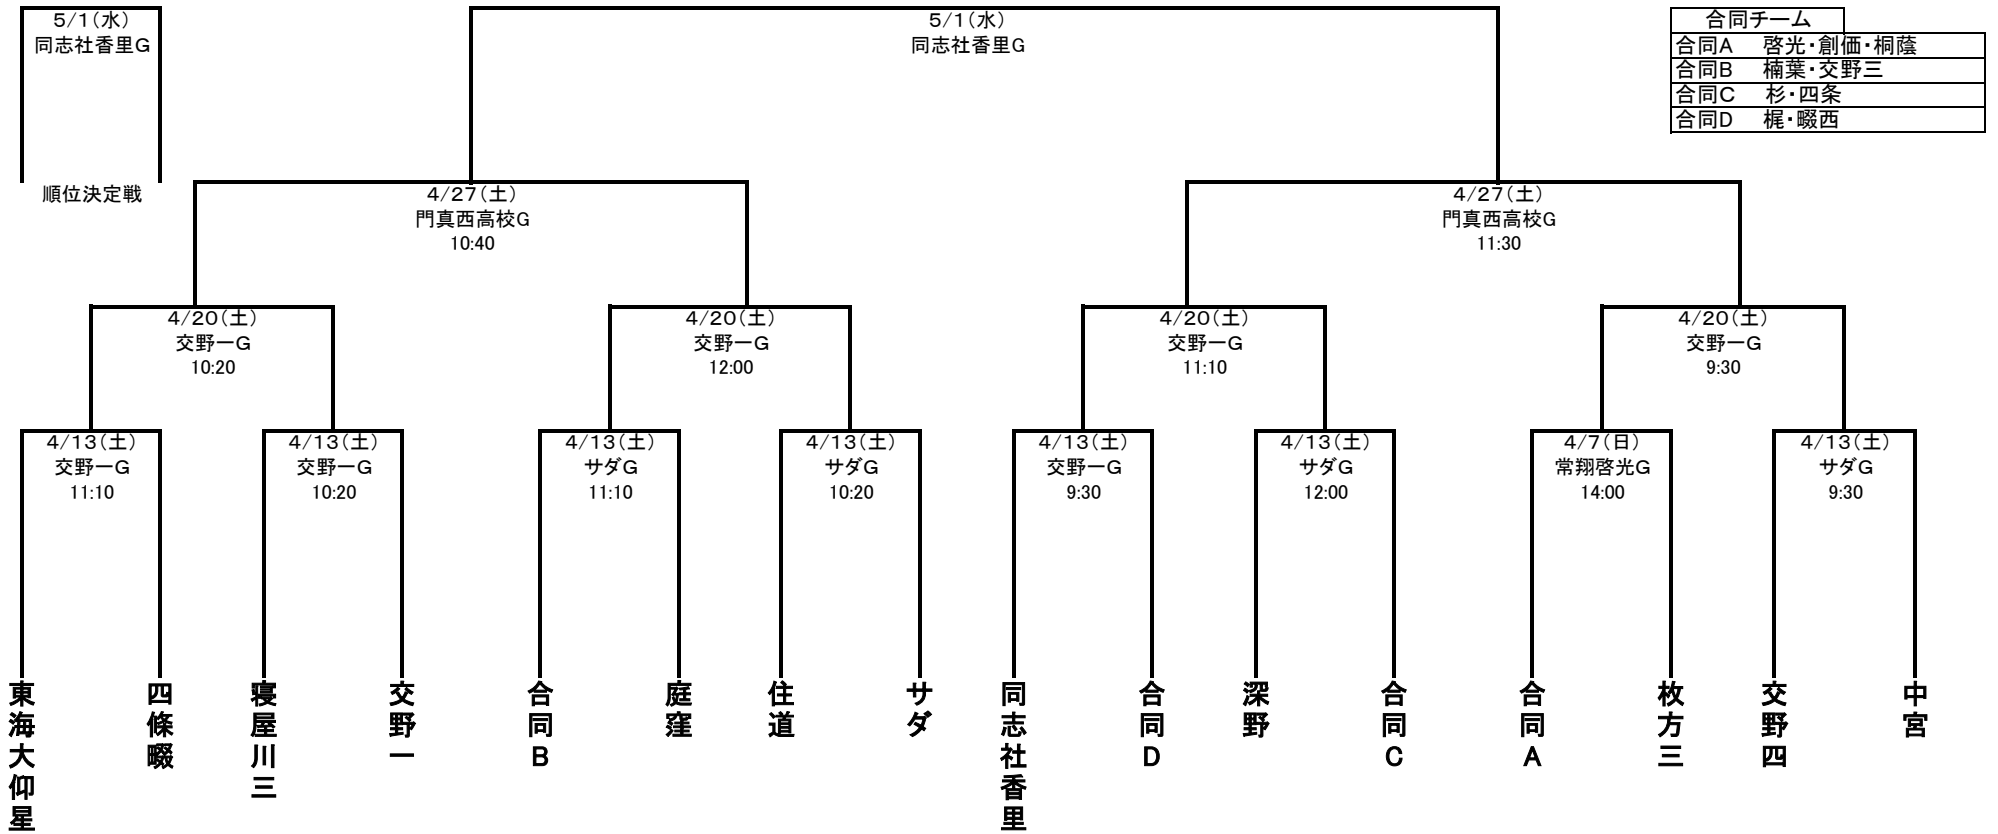 5/1(水)
同志社香里G
5/1(水)
同志社香里G
合同チーム
合同A 啓光・創価・桐蔭
合同B 楠葉・交野三
合同C 杉・四条
合同D 梶・畷西
順位決定戦
4/27(土)
門真西高校G
10:40
4/27(土)
門真西高校G
11:30
4/20(土)
交野一G
10:20
4/20(土)
交野一G
12:00
4/20(土)
交野一G
11:10
4/20(土)
交野一G
9:30
4/13(土)
交野一G
11:10
4/13(土)
交野一G
10:20
4/13(土)
サダG
11:10
4/13(土)
サダG
10:20
4/13(土)
交野一G
9:30
4/13(土)
サダG
12:00
4/7(日)
常翔啓光G
14:00
4/13(土)
サダG
9:30
東海大仰星
四條畷
寝屋川三
交野一
合同B
庭窪
住道
サダ
同志社香里
合同D
深野
合同C
合同A
枚方三
交野四
中宮